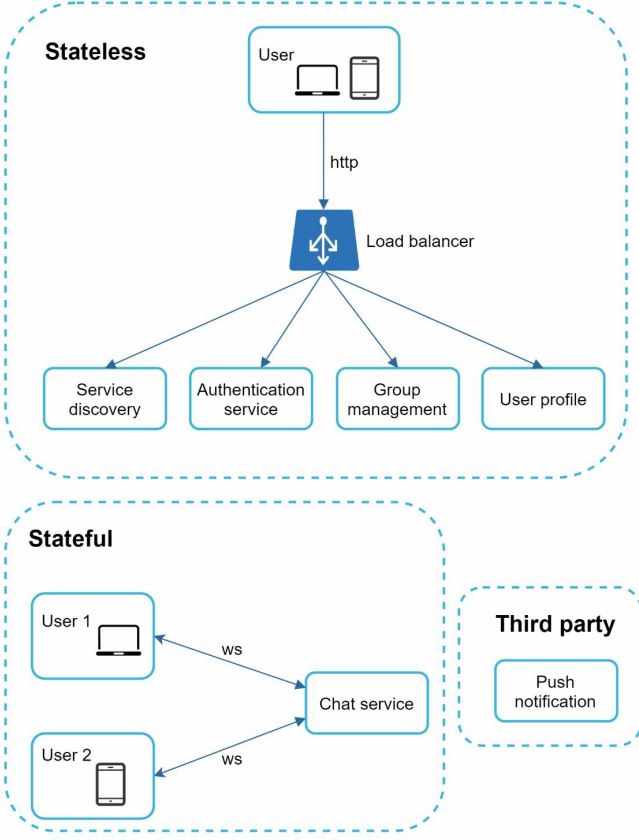 Stateless
User
http
Load balancer
Service
discovery
Authentication
service
Group
management
User profile
Stateful
User 1
ws
Chat service
User 2
ws
Third party
Push
notification